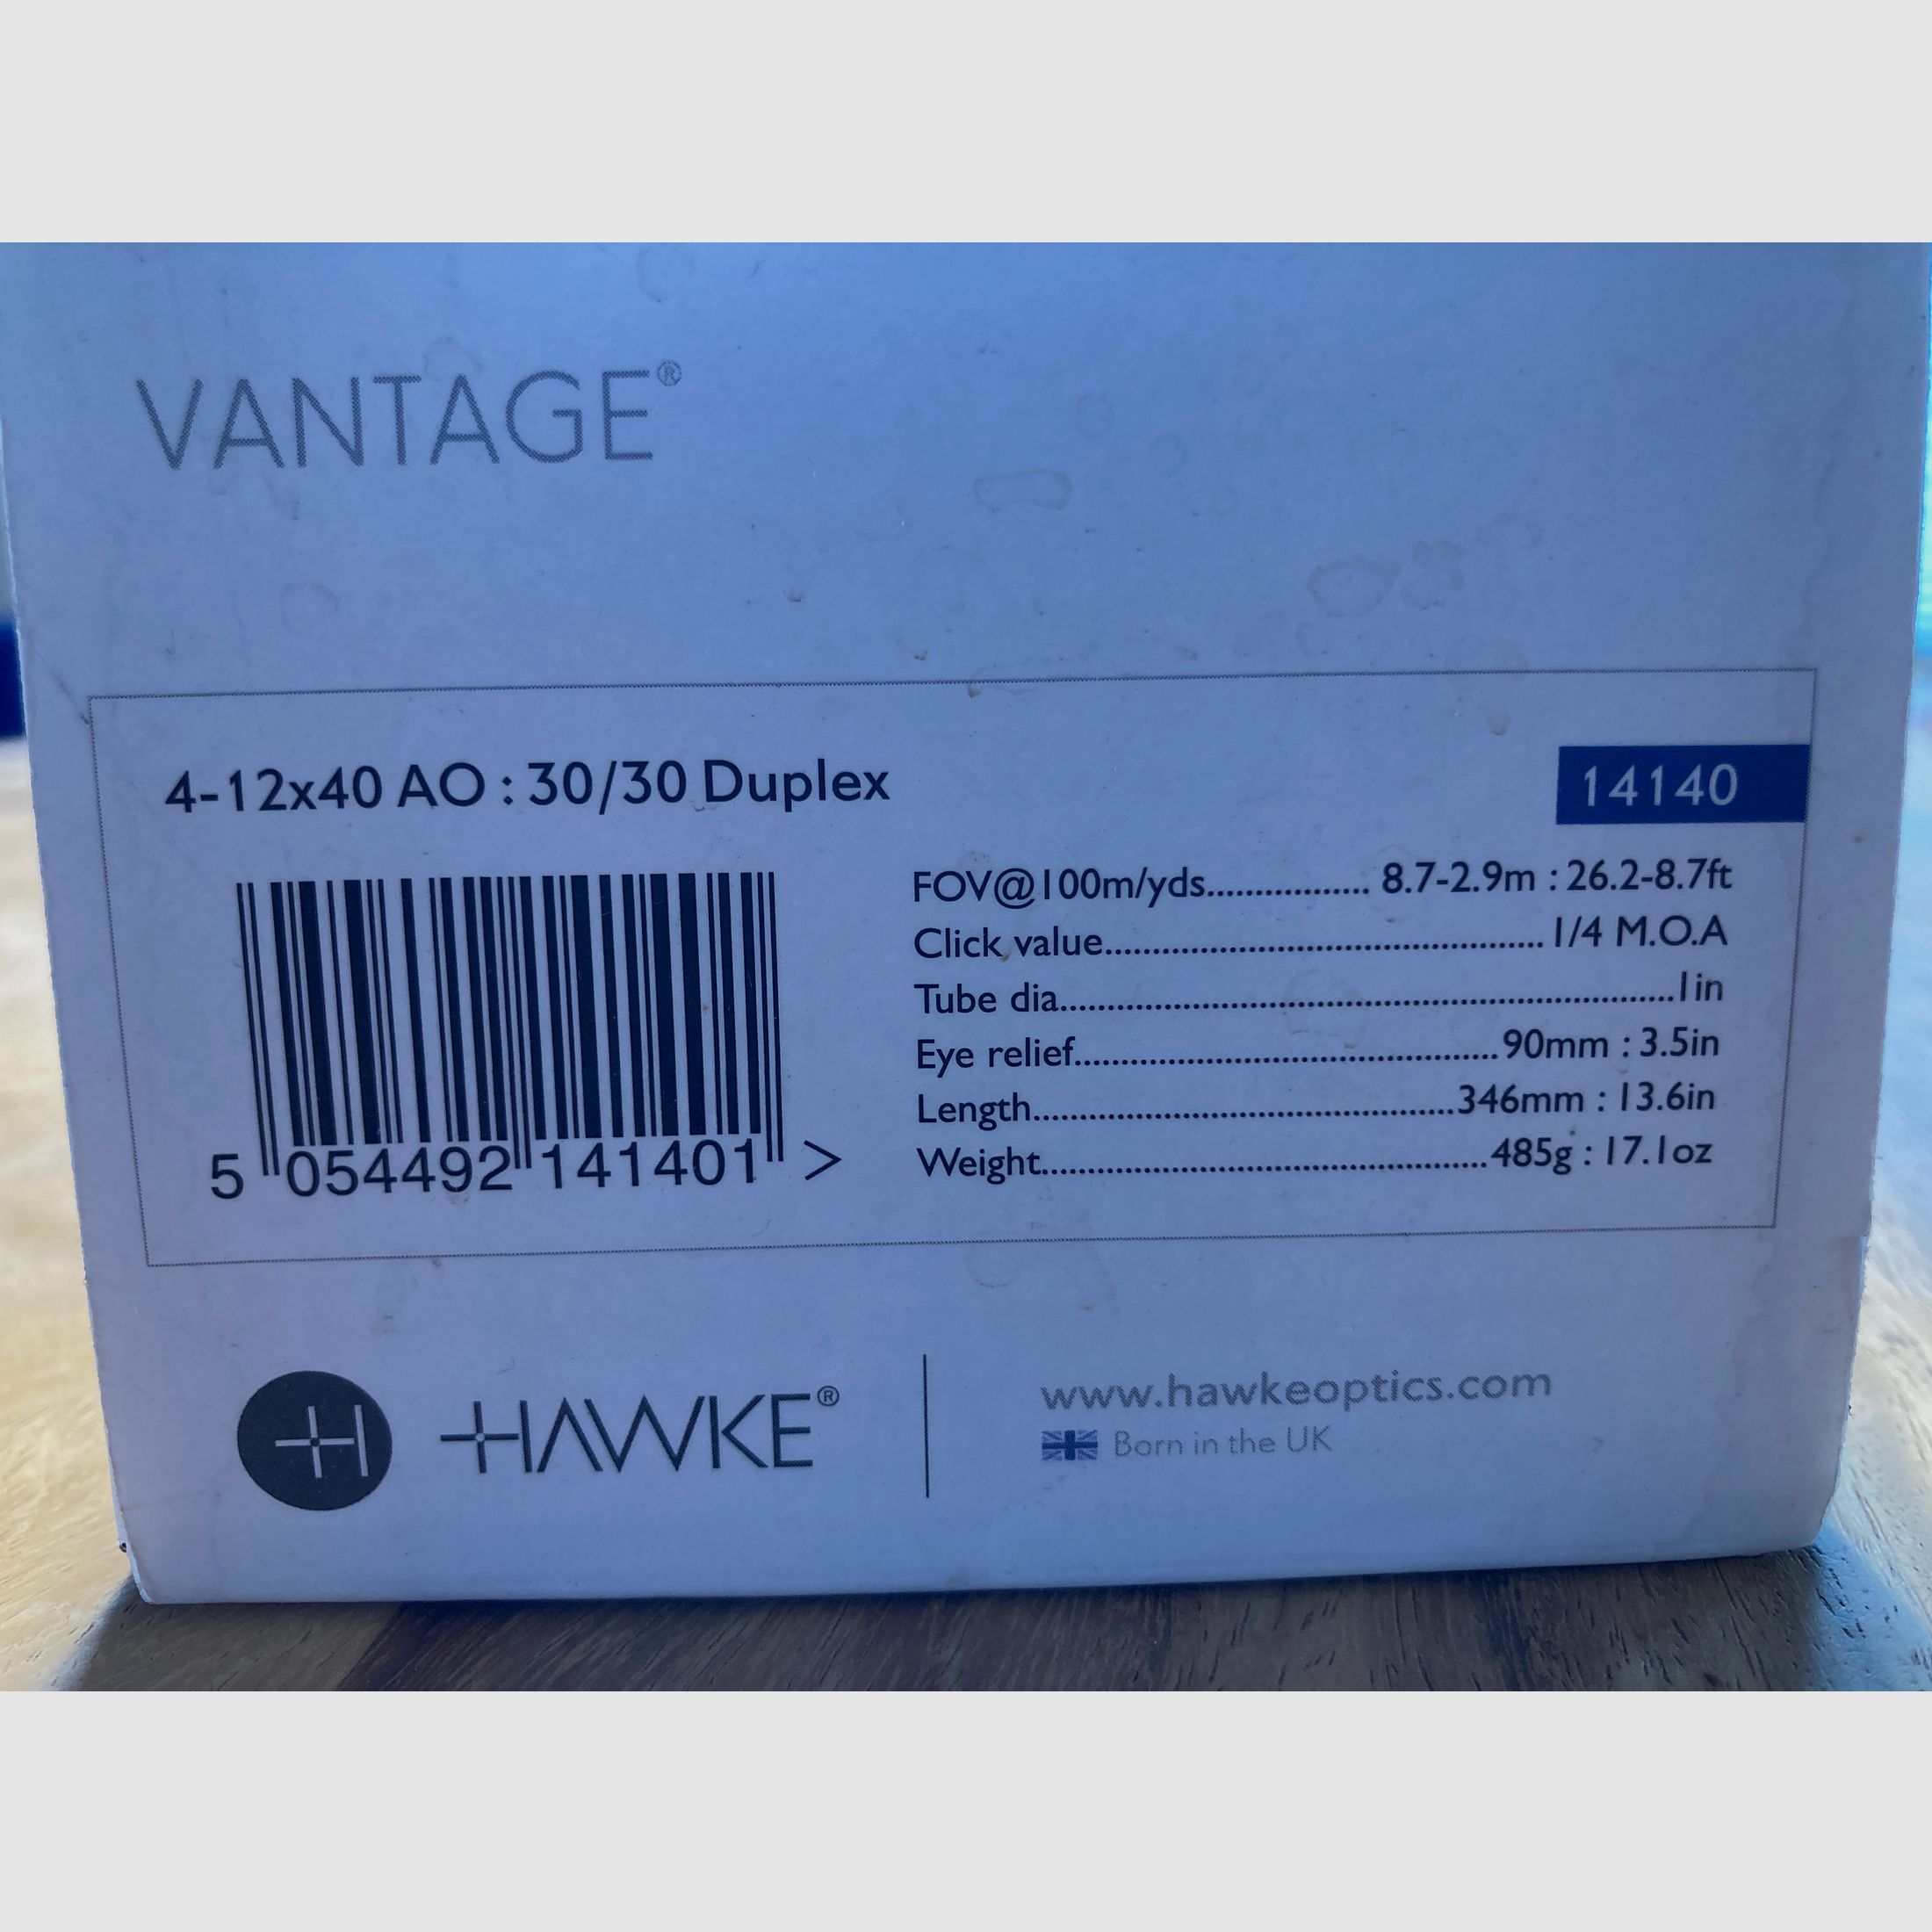 VANTAGE®
4-12x40 AO : 30/30 Duplex
14140
FOV@100m/yds................. 8.7-2.9m : 26.2-8.7ft
Click value............................................... 1/4 M.O.A
Tube dia..................................................................1in
Eye relief.............................................90mm : 3.5in
Length.............................................346mm : 13.6in
Weight................................................485g : 17.1oz
5 054492 141401 >
HAWKE®
www.hawkeoptics.com
Born in the UK